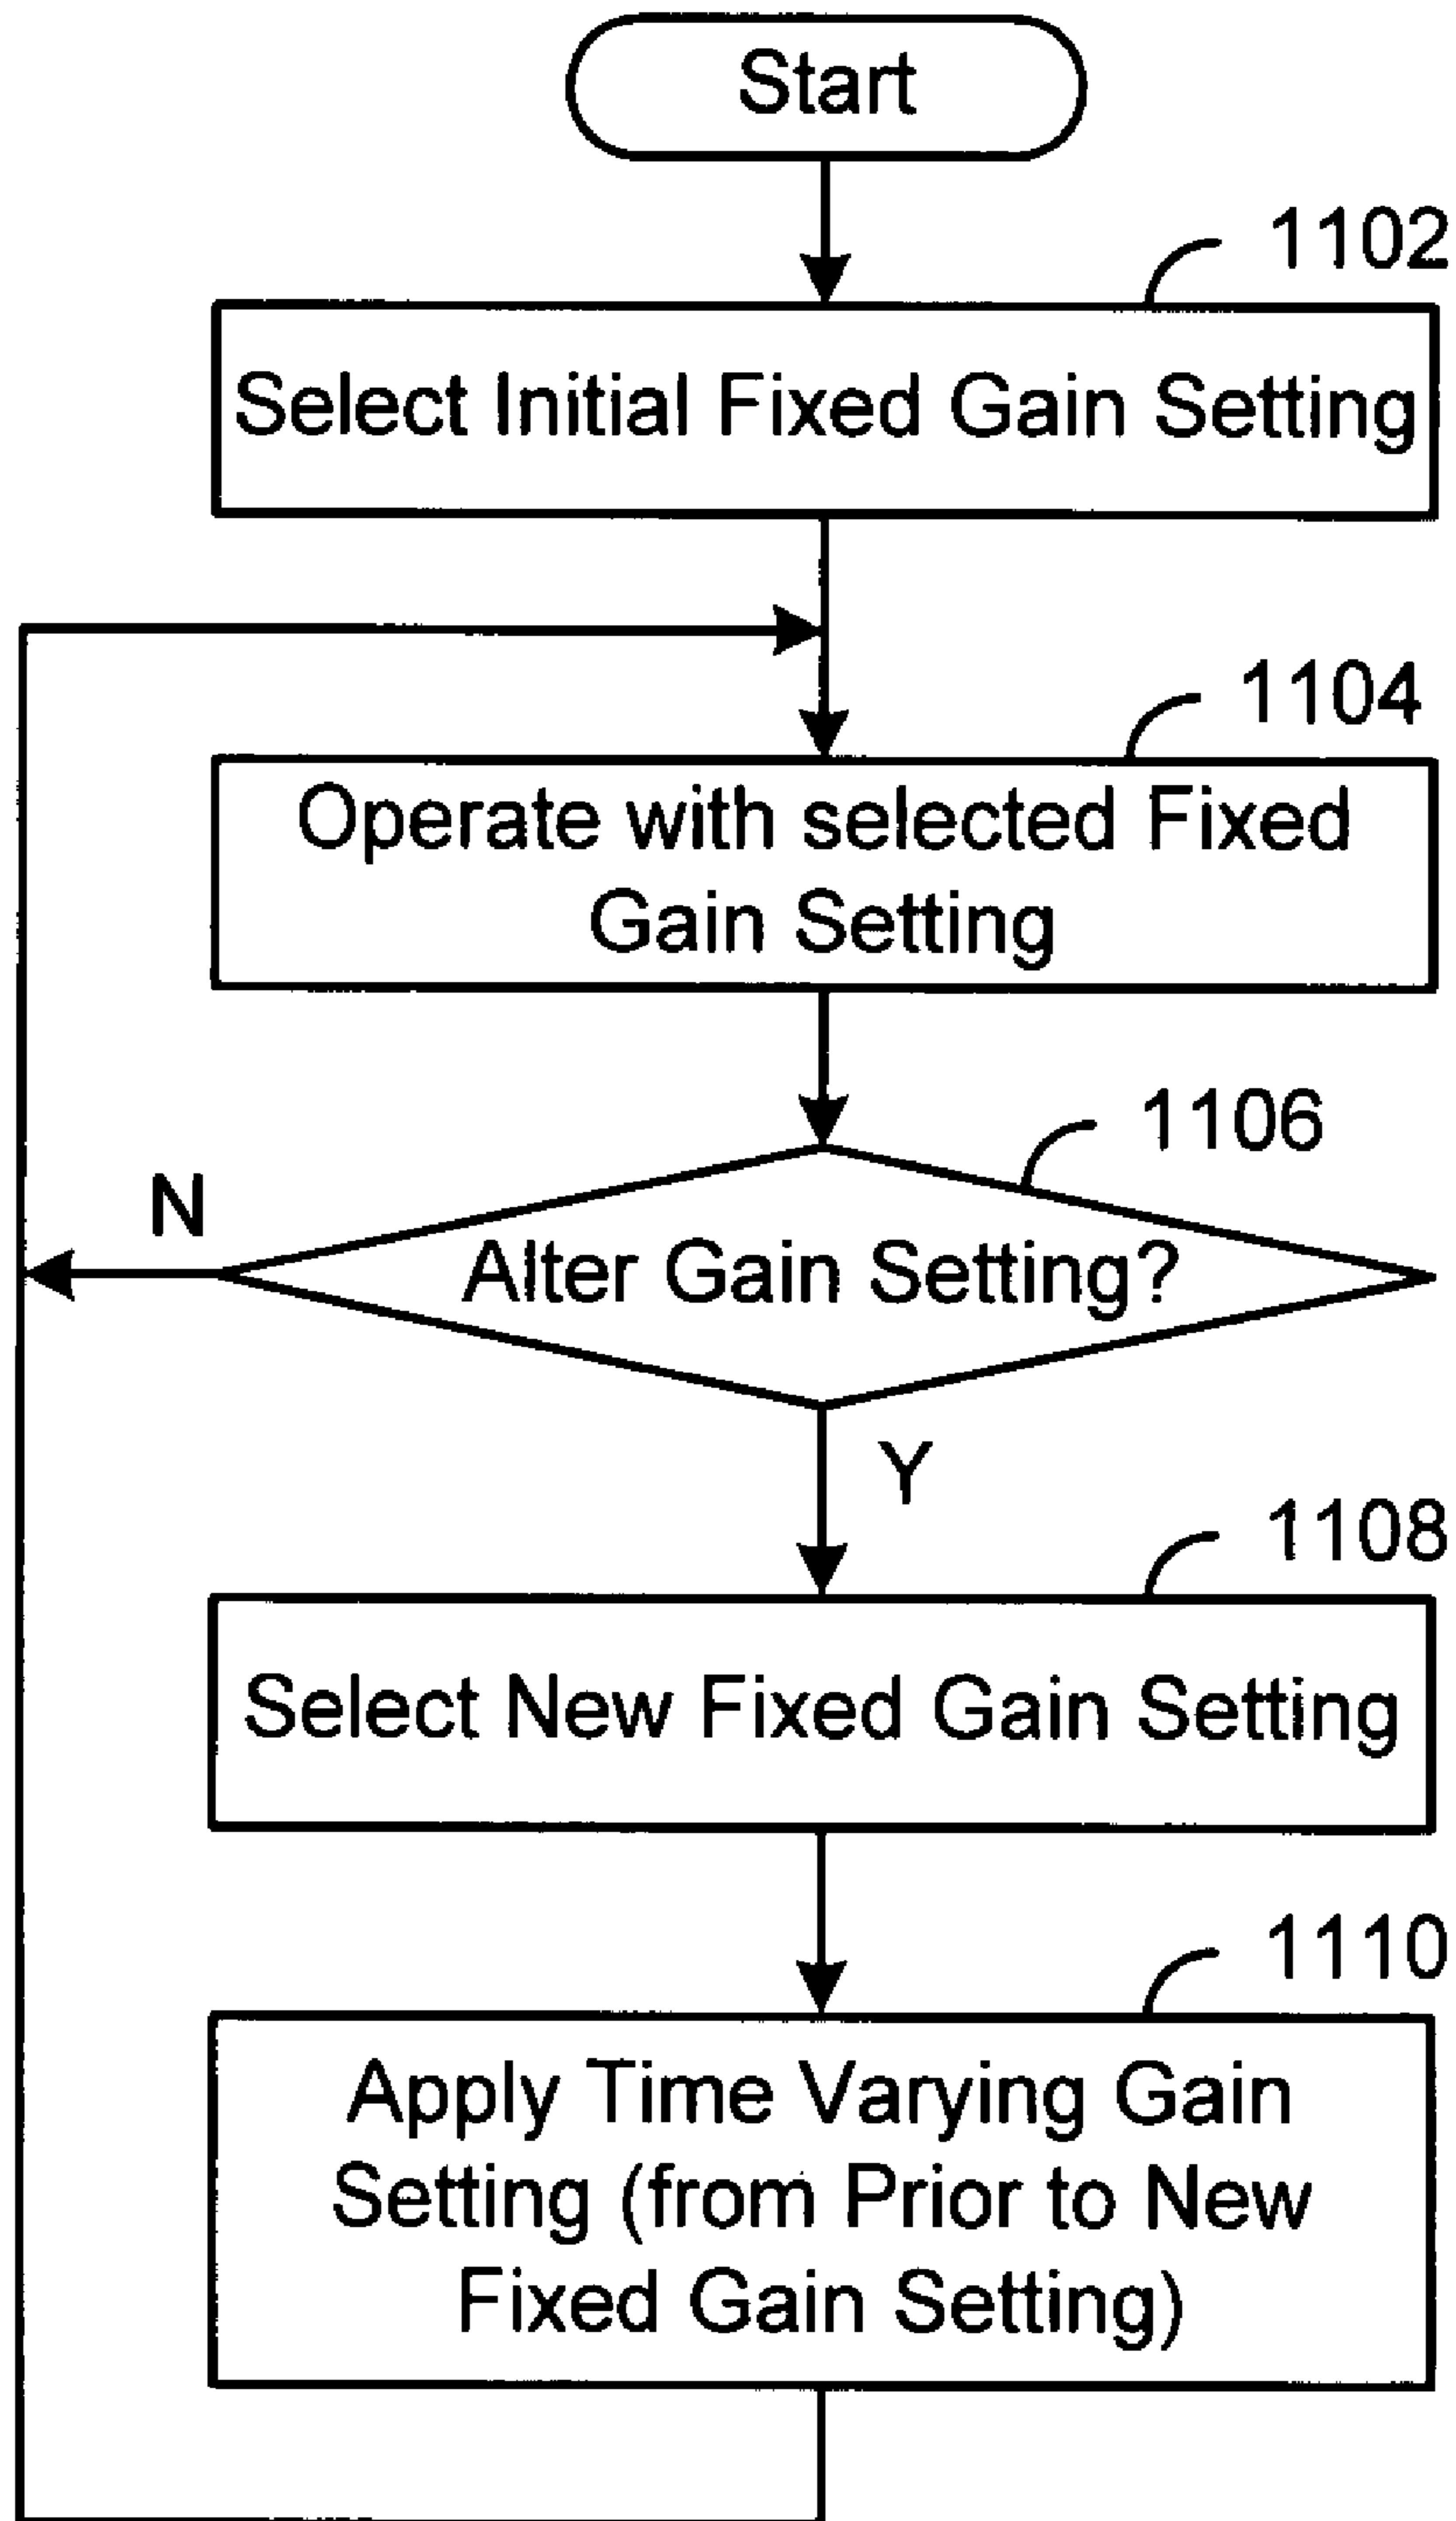 Start
1102
Select Initial Fixed Gain Setting
1104
Operate with selected Fixed
Gain Setting
1106
N
Alter Gain Setting?
Y
1108
Select New Fixed Gain Setting
1110
Apply Time Varying Gain
Setting (from Prior to New
Fixed Gain Setting)